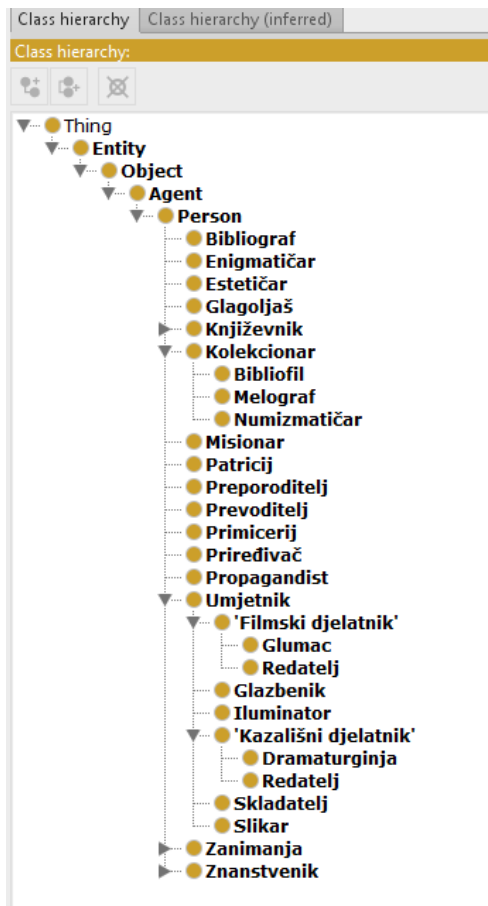 Class hierarchy Class hierarchy (inferred)
Class hierarchy:
Thing
Entity
Object
Agent
Person
Bibliograf
Enigmatičar
Estetičar
Glagoljaš
Književnik
Kolekcionar
Bibliofil
Melograf
Numizmatičar
Misionar
Patricij
Preporoditelj
Prevoditelj
Primicerij
Priređivač
Propagandist
Umjetnik
'Filmski djelatnik'
Glumac
Redatelj
Glazbenik
Iluminator
'Kazališni djelatnik'
Dramaturginja
Redatelj
Skladatelj
Slikar
Zanimanja
Znanstvenik